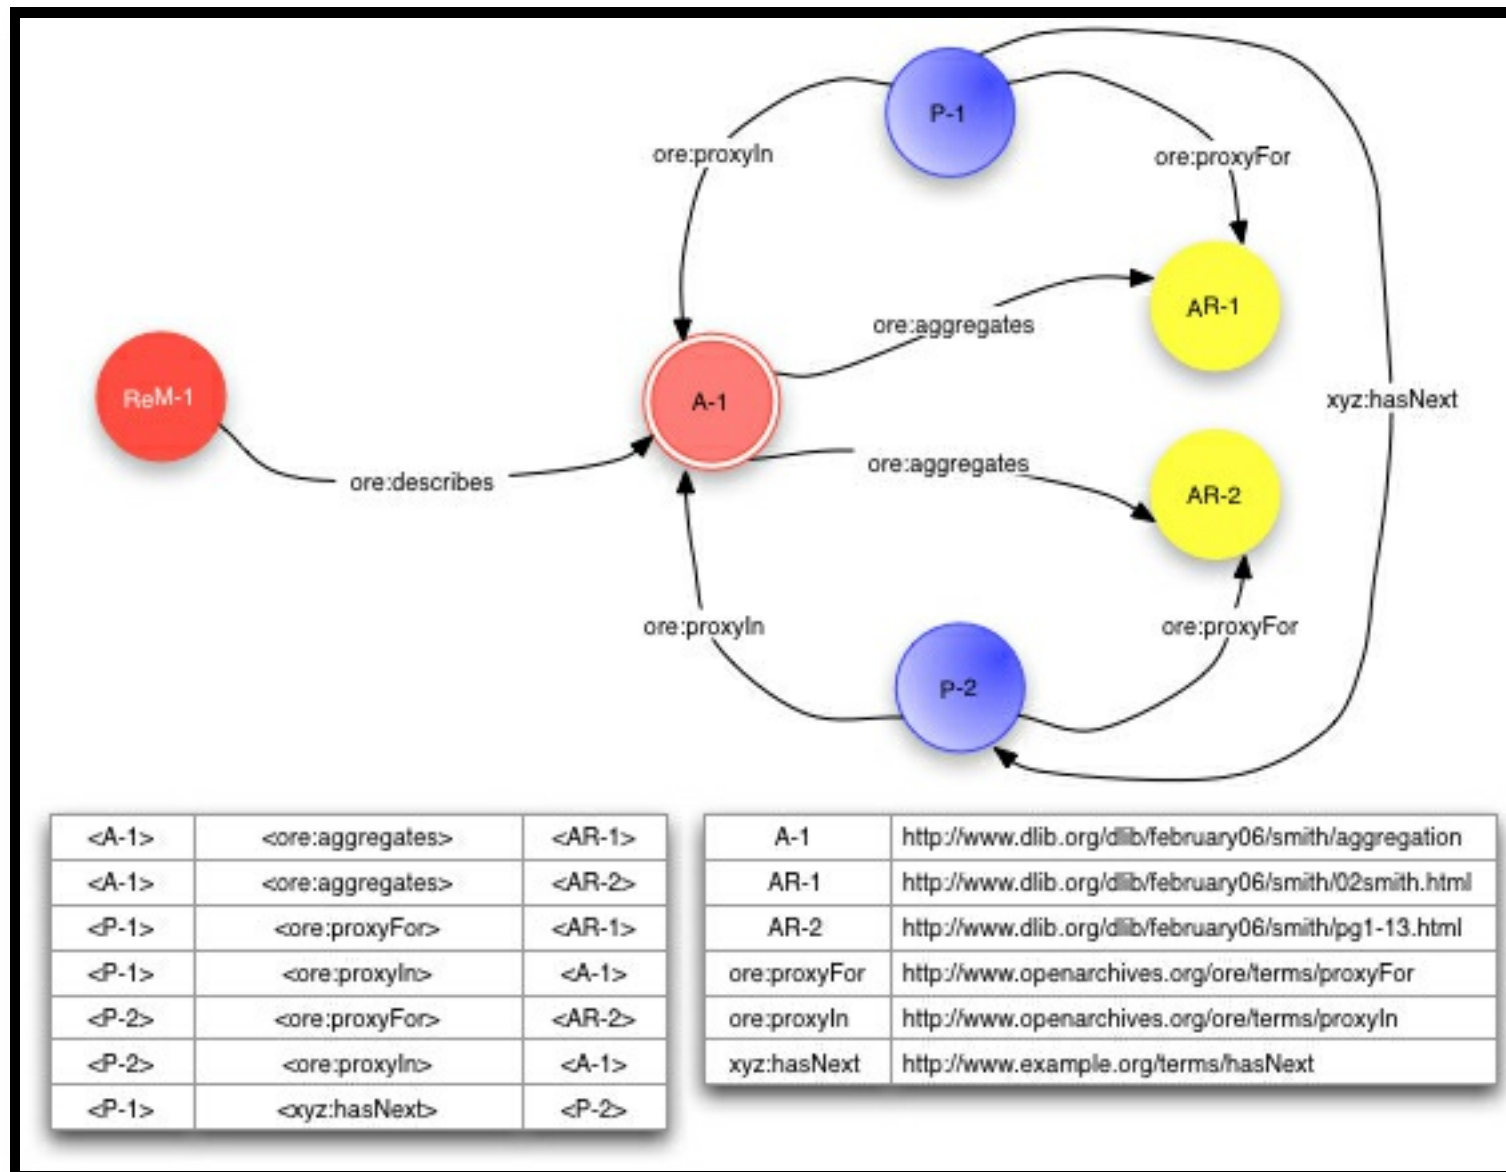 P-1
ore:proxyIn
ore:proxyFor
AR-1
ore:aggregates
ReM-1
A-1
xyz:hasNext
ore:aggregates
ore:describes
AR-2
ore:proxyIn
ore:proxyFor
P-2
<A-1> <ore:aggregates> <AR-1>
<A-1> <ore:aggregates> <AR-2>
<P-1> <ore:proxyFor> <AR-1>
<P-1> <ore:proxyIn> <A-1>
<P-2> <ore:proxyFor> <AR-2>
<P-2> <ore:proxyIn> <A-1>
<P-1> <xyz:hasNext> <P-2>
A-1 http://www.dlib.org/dlib/february06/smith/aggregation
AR-1 http://www.dlib.org/dlib/february06/smith/02smith.html
AR-2 http://www.dlib.org/dlib/february06/smith/pg1-13.html
ore:proxyFor http://www.openarchives.org/ore/terms/proxyFor
ore:proxyIn http://www.openarchives.org/ore/terms/proxyIn
xyz:hasNext http://www.example.org/terms/hasNext